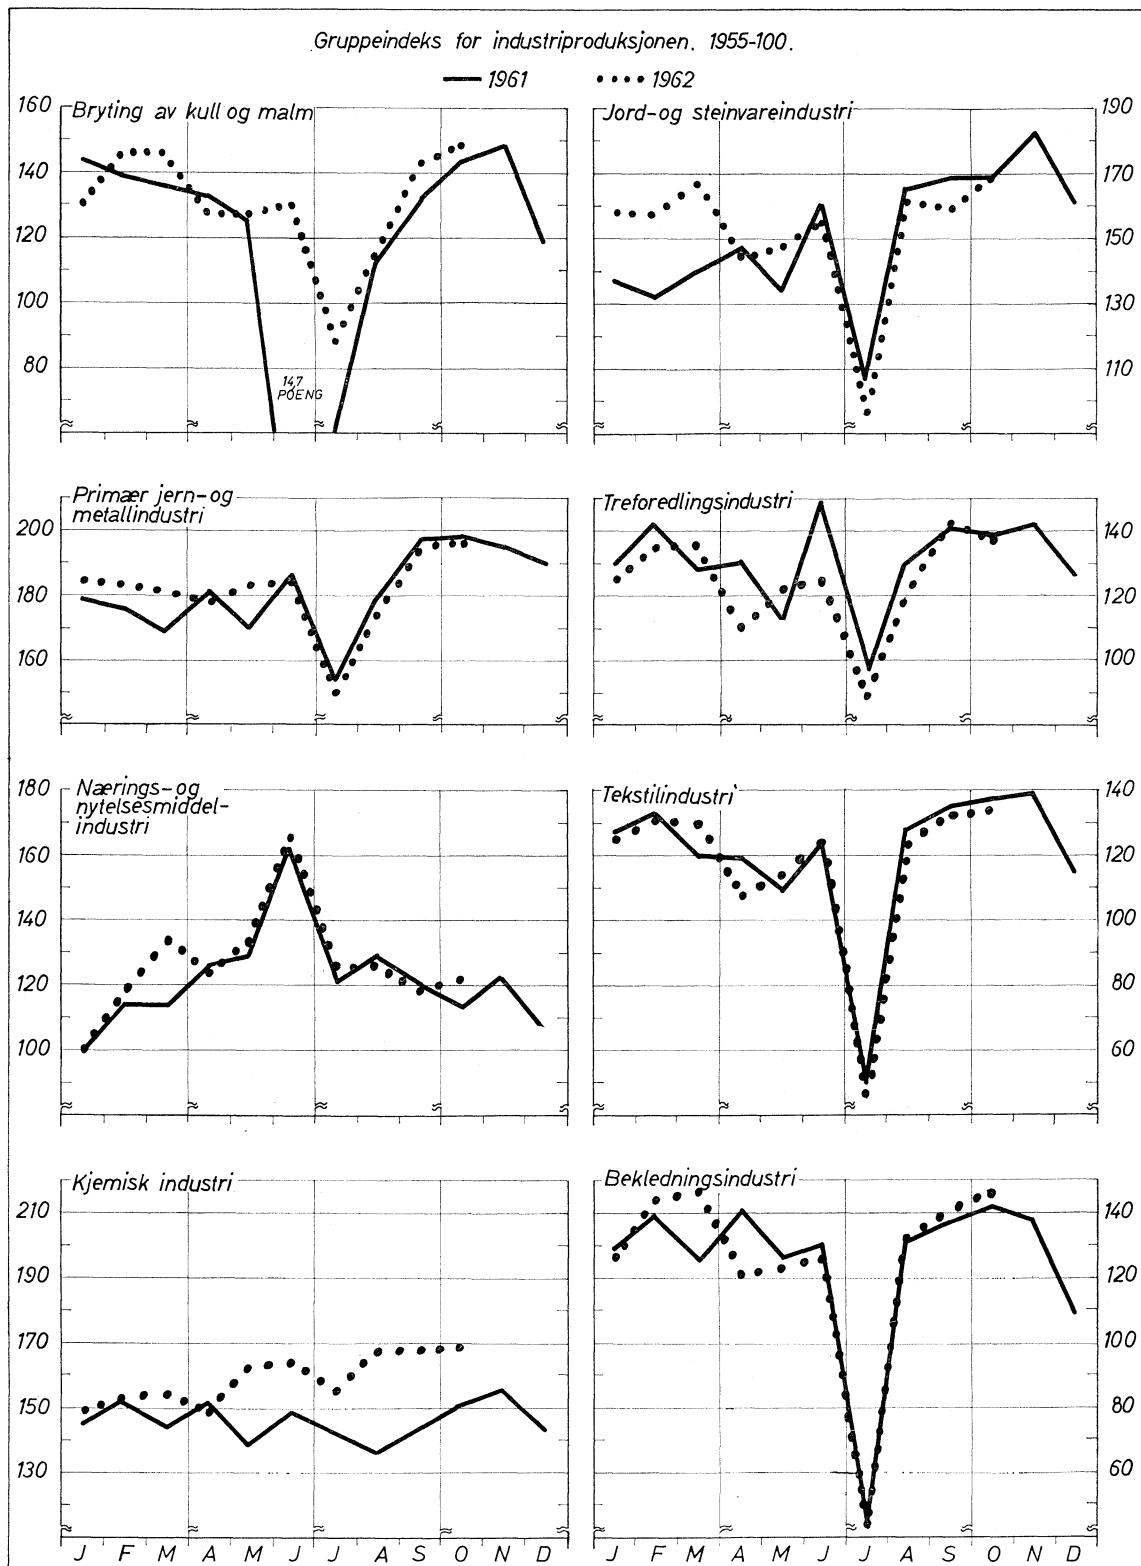 Gruppeindeks for industriproduksjonen. 1955-100.
1961 1962
Bryting av kull og malm
160
140
120
100
80
14,7
POENG
Jord-og steinvareindustri
190
170
150
130
110
Primær jern-og
metallindustri
200
180
160
Treforedlingsindustri
140
120
100
Nærings-og
nytelsesmiddel-
industri
180
160
140
120
100
Tekstilindustri
140
120
100
80
60
Kjemisk industri
210
190
170
150
130
J F M A M J J A S O N D
Bekledningsindustri
140
120
100
80
60
J F M A M J J A S O N D